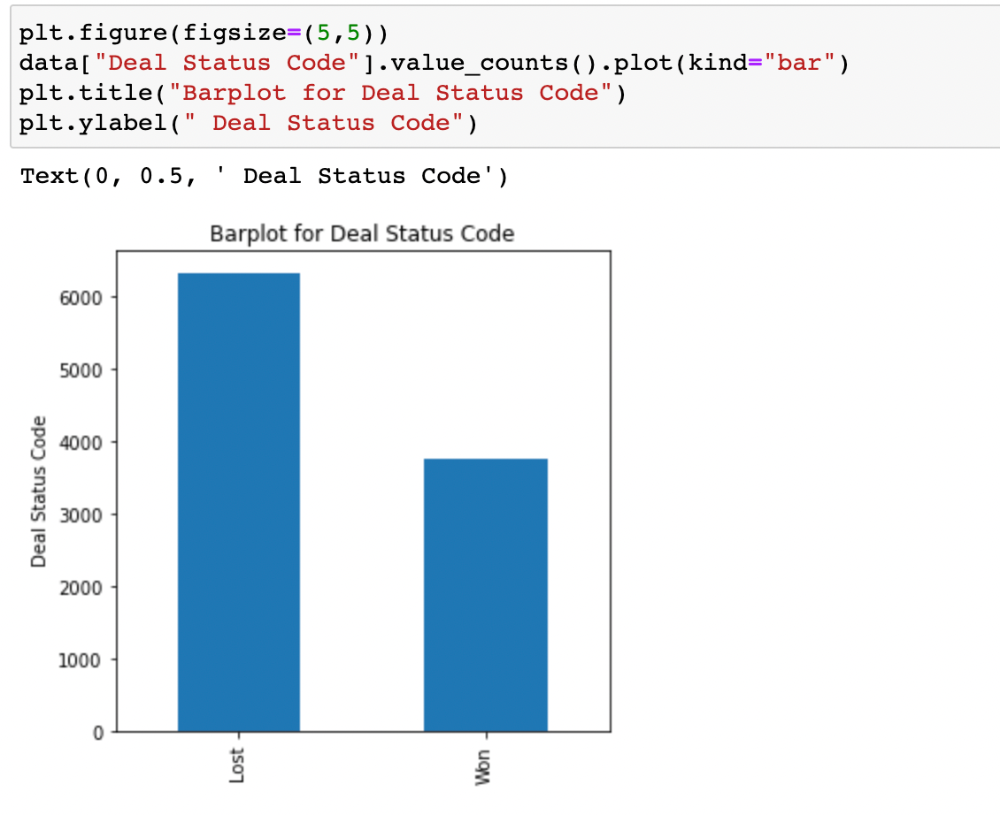 plt.figure(figsize=(5,5))
data["Deal Status Code"].value_counts().plot(kind="bar")
plt.title("Barplot for Deal Status Code")
plt.ylabel(" Deal Status Code")
Text(0, 0.5, ' Deal Status Code')
Barplot for Deal Status Code
6000
5000
4000
3000
2000
1000
0
Deal Status Code
Lost
Won